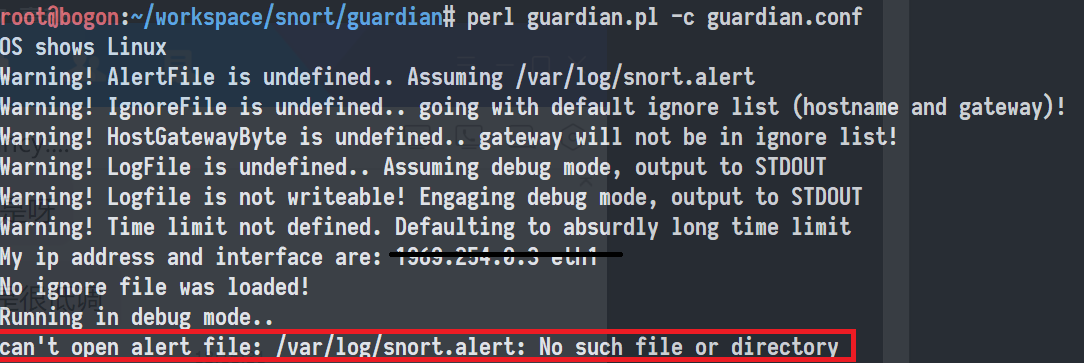 root@bogon:~/workspace/snort/guardian# perl guardian.pl -c guardian.conf
OS shows Linux
Warning! AlertFile is undefined.. Assuming /var/log/snort.alert
Warning! IgnoreFile is undefined.. going with default ignore list (hostname and gateway)!
Warning! HostGatewayByte is undefined.. gateway will not be in ignore list!
Warning! LogFile is undefined.. Assuming debug mode, output to STDOUT
Warning! Logfile is not writeable! Engaging debug mode, output to STDOUT
Warning! Time limit not defined. Defaulting to absurdly long time limit
My ip address and interface are: eth1
No ignore file was loaded!
Running in debug mode..
can't open alert file: /var/log/snort.alert: No such file or directory